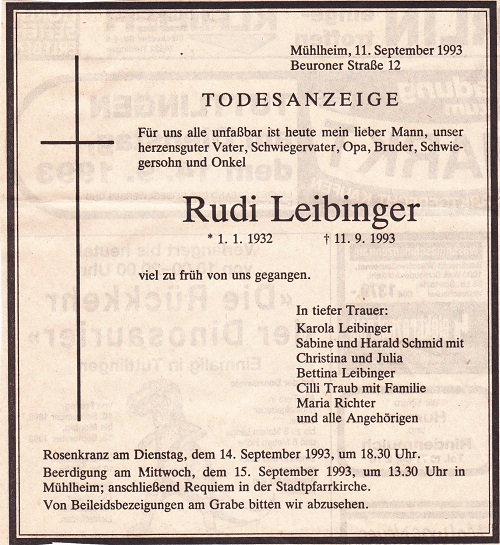 Mühlheim, 11. September 1993
Beuroner Straße 12
TODESANZEIGE
Für uns alle unfaßbar ist heute mein lieber Mann, unser
herzensguter Vater, Schwiegervater, Opa, Bruder, Schwie-
gersohn und Onkel
Rudi Leibinger
* 1. 1. 1932 † 11. 9. 1993
viel zu früh von uns gegangen.
In tiefer Trauer:
Karola Leibinger
Sabine und Harald Schmid mit
Christina und Julia
Bettina Leibinger
Cilli Traub mit Familie
Maria Richter
und alle Angehörigen
Rosenkranz am Dienstag, dem 14. September 1993, um 18.30 Uhr.
Beerdigung am Mittwoch, dem 15. September 1993, um 13.30 Uhr in
Mühlheim; anschließend Requiem in der Stadtpfarrkirche.
Von Beileidsbezeigungen am Grabe bitten wir abzusehen.